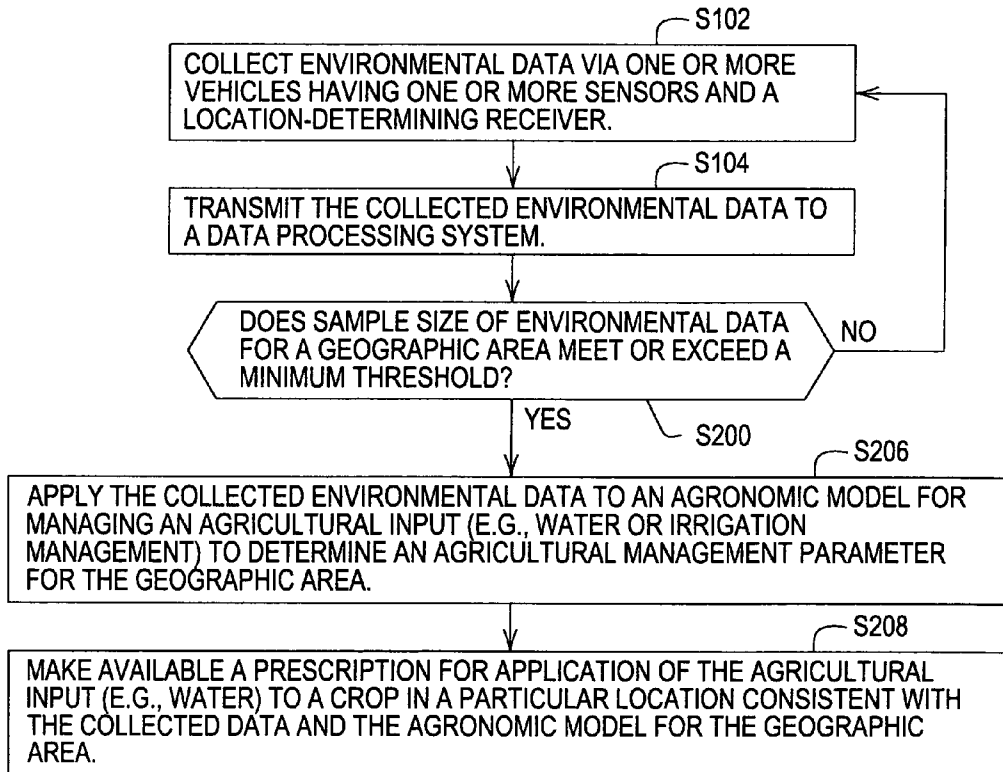 S102
COLLECT ENVIRONMENTAL DATA VIA ONE OR MORE
VEHICLES HAVING ONE OR MORE SENSORS AND A
LOCATION-DETERMINING RECEIVER.
S104
TRANSMIT THE COLLECTED ENVIRONMENTAL DATA TO
A DATA PROCESSING SYSTEM.
DOES SAMPLE SIZE OF ENVIRONMENTAL DATA
FOR A GEOGRAPHIC AREA MEET OR EXCEED A
MINIMUM THRESHOLD?
NO
YES
S200
S206
APPLY THE COLLECTED ENVIRONMENTAL DATA TO AN AGRONOMIC MODEL FOR
MANAGING AN AGRICULTURAL INPUT (E.G., WATER OR IRRIGATION
MANAGEMENT) TO DETERMINE AN AGRICULTURAL MANAGEMENT PARAMETER
FOR THE GEOGRAPHIC AREA.
S208
MAKE AVAILABLE A PRESCRIPTION FOR APPLICATION OF THE AGRICULTURAL
INPUT (E.G., WATER) TO A CROP IN A PARTICULAR LOCATION CONSISTENT WITH
THE COLLECTED DATA AND THE AGRONOMIC MODEL FOR THE GEOGRAPHIC
AREA.